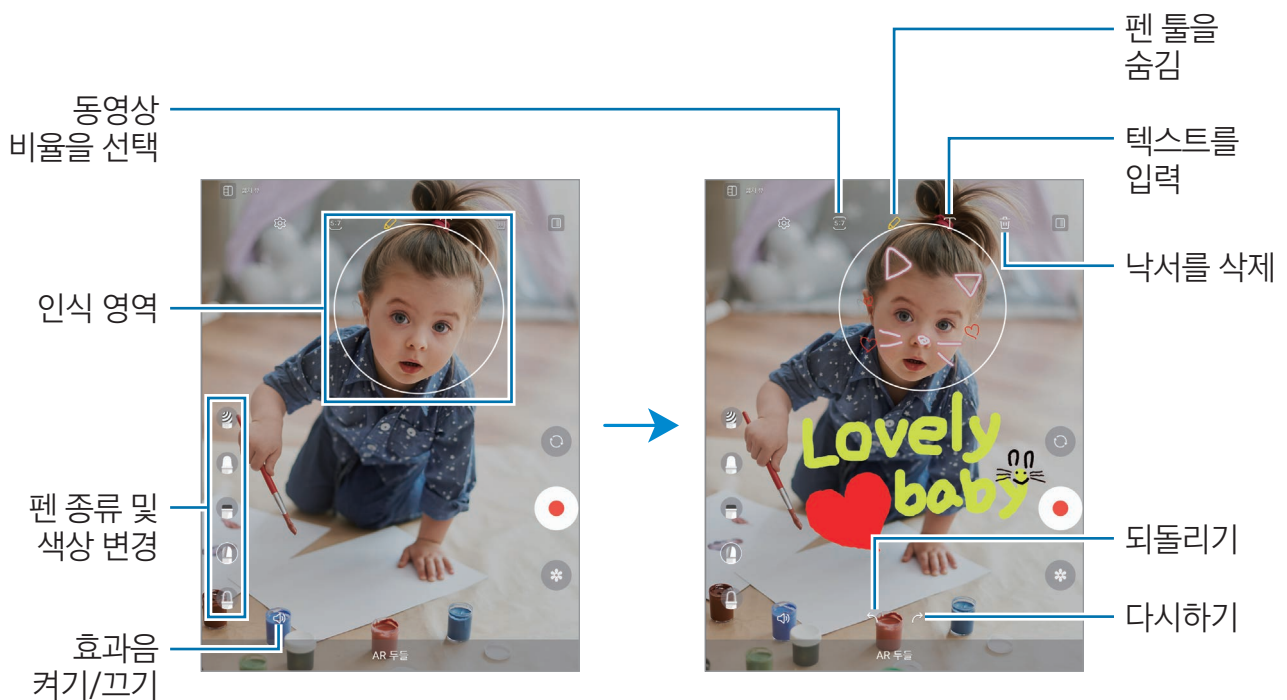 펜 툴을
숨김
동영상
비율을 선택
텍스트를
입력
낙서를 삭제
인식 영역
Lovely
baby
펜 종류 및
색상 변경
되돌리기
다시하기
효과음
켜기/끄기
AR 두들
AR 두들